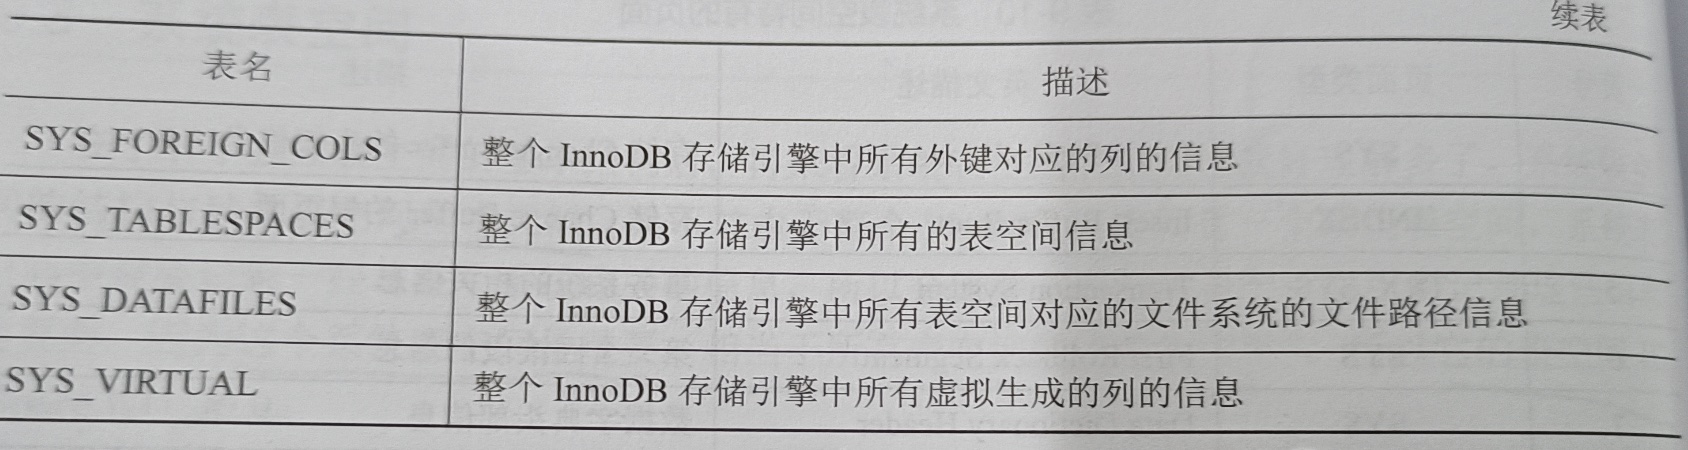 续表
表名 描述
SYS_FOREIGN_COLS 整个 InnoDB 存储引擎中所有外键对应的列的信息
SYS_TABLESPACES 整个 InnoDB 存储引擎中所有的表空间信息
SYS_DATAFILES 整个 InnoDB 存储引擎中所有表空间对应的文件系统的文件路径信息
SYS_VIRTUAL 整个 InnoDB 存储引擎中所有虚拟生成的列的信息